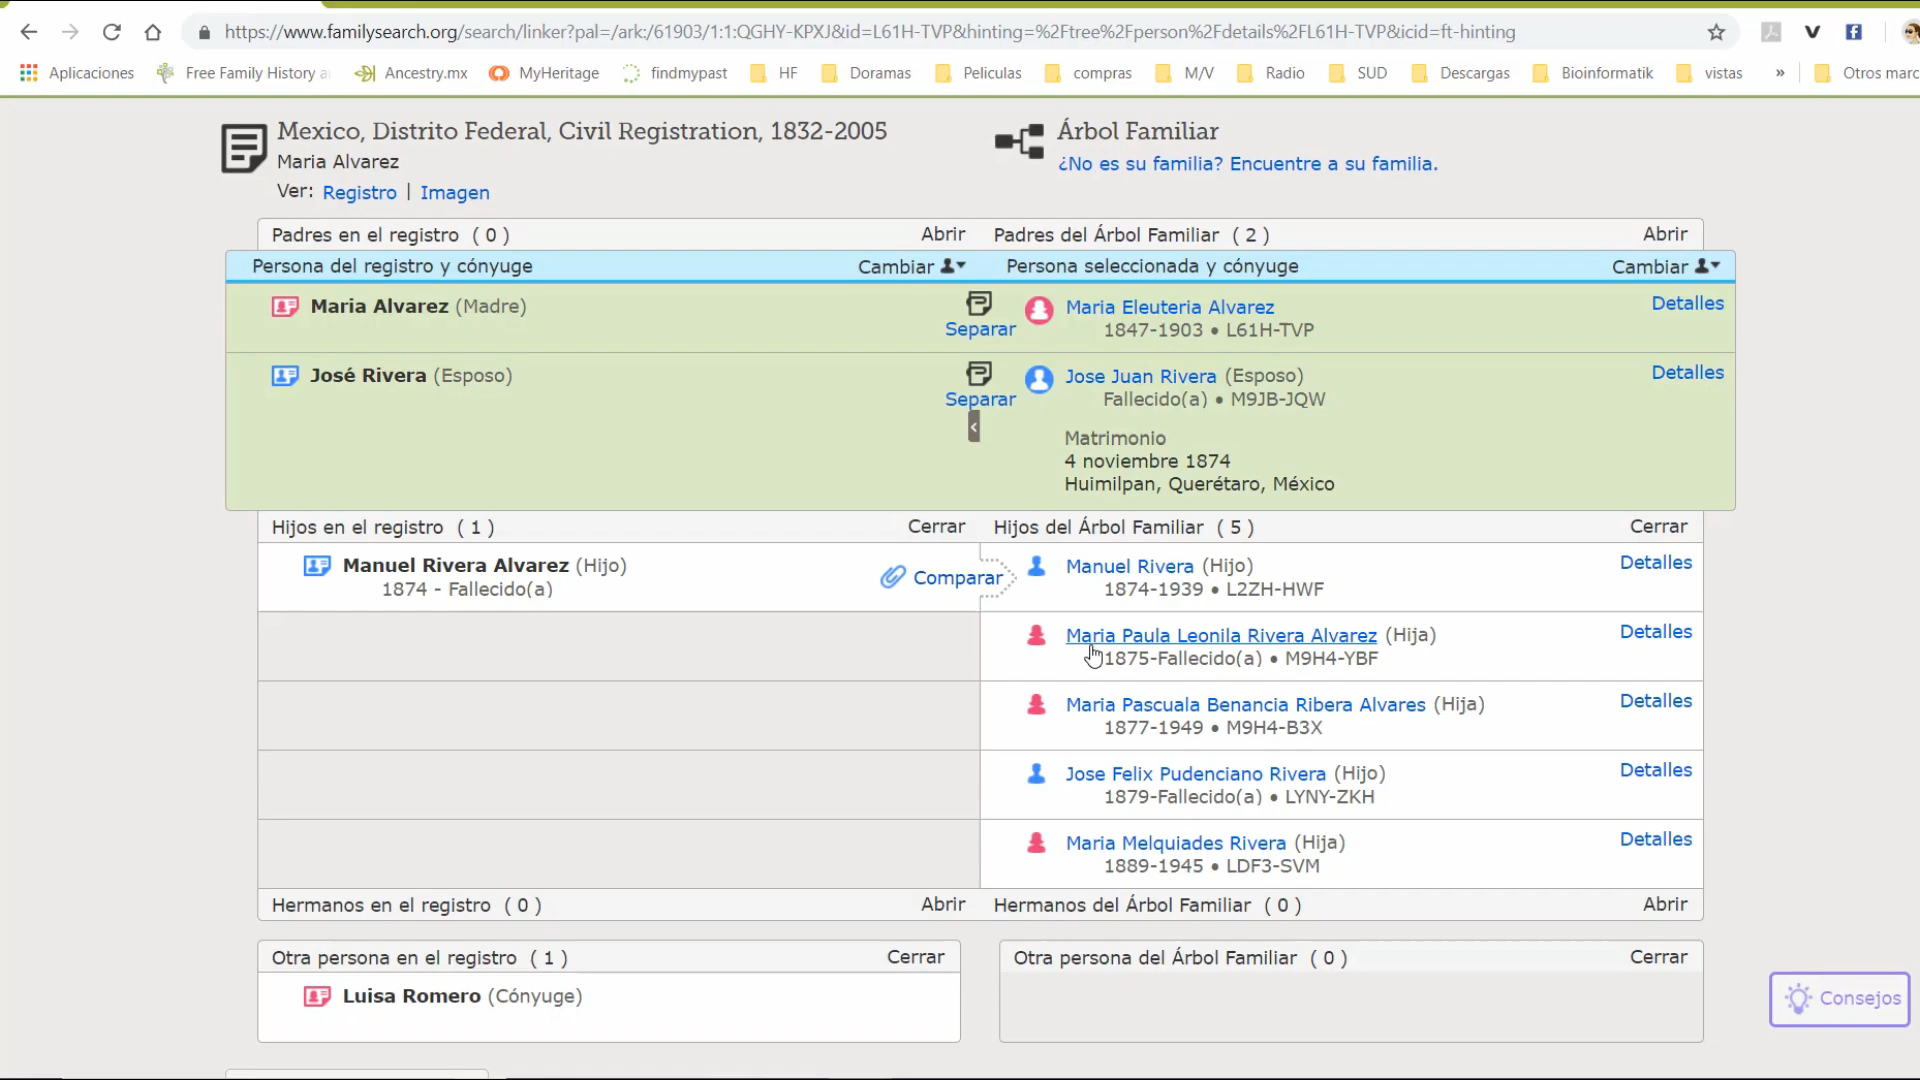 https://www.familysearch.org/search/linker?pal=/ark:/61903/1:1:QGHY-KPXJ&id=L61H-TVP&hinting=%2Ftree%2Fperson%2Fdetails%2FL61H-TVP&icid=ft-hinting
Aplicaciones Free Family History a Ancestry.mx MyHeritage findmypast HF Doramas Peliculas compras M/V Radio SUD Descargas Bioinformatik vistas » Otros marc
Mexico, Distrito Federal, Civil Registration, 1832-2005
Maria Alvarez
Ver: Registro | Imagen
Árbol Familiar
¿No es su familia? Encuentre a su familia.
Padres en el registro ( 0 ) Abrir Padres del Árbol Familiar ( 2 ) Abrir
Persona del registro y cónyuge Cambiar Persona seleccionada y cónyuge Cambiar
Maria Alvarez (Madre) Separar Maria Eleuteria Alvarez Detalles
1847-1903 • L61H-TVP
José Rivera (Esposo) Separar Jose Juan Rivera (Esposo) Detalles
Fallecido(a) • M9JB-JQW
Matrimonio
4 noviembre 1874
Huimilpan, Querétaro, México
Hijos en el registro ( 1 ) Cerrar Hijos del Árbol Familiar ( 5 ) Cerrar
Manuel Rivera Alvarez (Hijo) Comparar Manuel Rivera (Hijo) Detalles
1874 - Fallecido(a) 1874-1939 • L2ZH-HWF
Maria Paula Leonila Rivera Alvarez (Hija) Detalles
1875-Fallecido(a) • M9H4-YBF
Maria Pascuala Benancia Ribera Alvares (Hija) Detalles
1877-1949 • M9H4-B3X
Jose Felix Pudenciano Rivera (Hijo) Detalles
1879-Fallecido(a) • LYNY-ZKH
Maria Melquiades Rivera (Hija) Detalles
1889-1945 • LDF3-SVM
Hermanos en el registro ( 0 ) Abrir Hermanos del Árbol Familiar ( 0 ) Abrir
Otra persona en el registro ( 1 ) Cerrar Otra persona del Árbol Familiar ( 0 ) Cerrar
Luisa Romero (Cónyuge)
Consejos